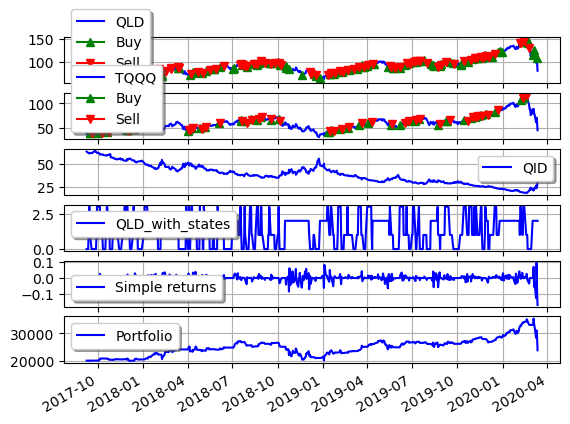 QLD
Buy
Sell
150
100
TQQQ
Buy
Sell
100
50
QID
50
25
QLD_with_states
2.5
0.0
Simple returns
0.1
0.0
−0.1
Portfolio
30000
20000
2017-10
2018-01
2018-04
2018-07
2018-10
2019-01
2019-04
2019-07
2019-10
2020-01
2020-04